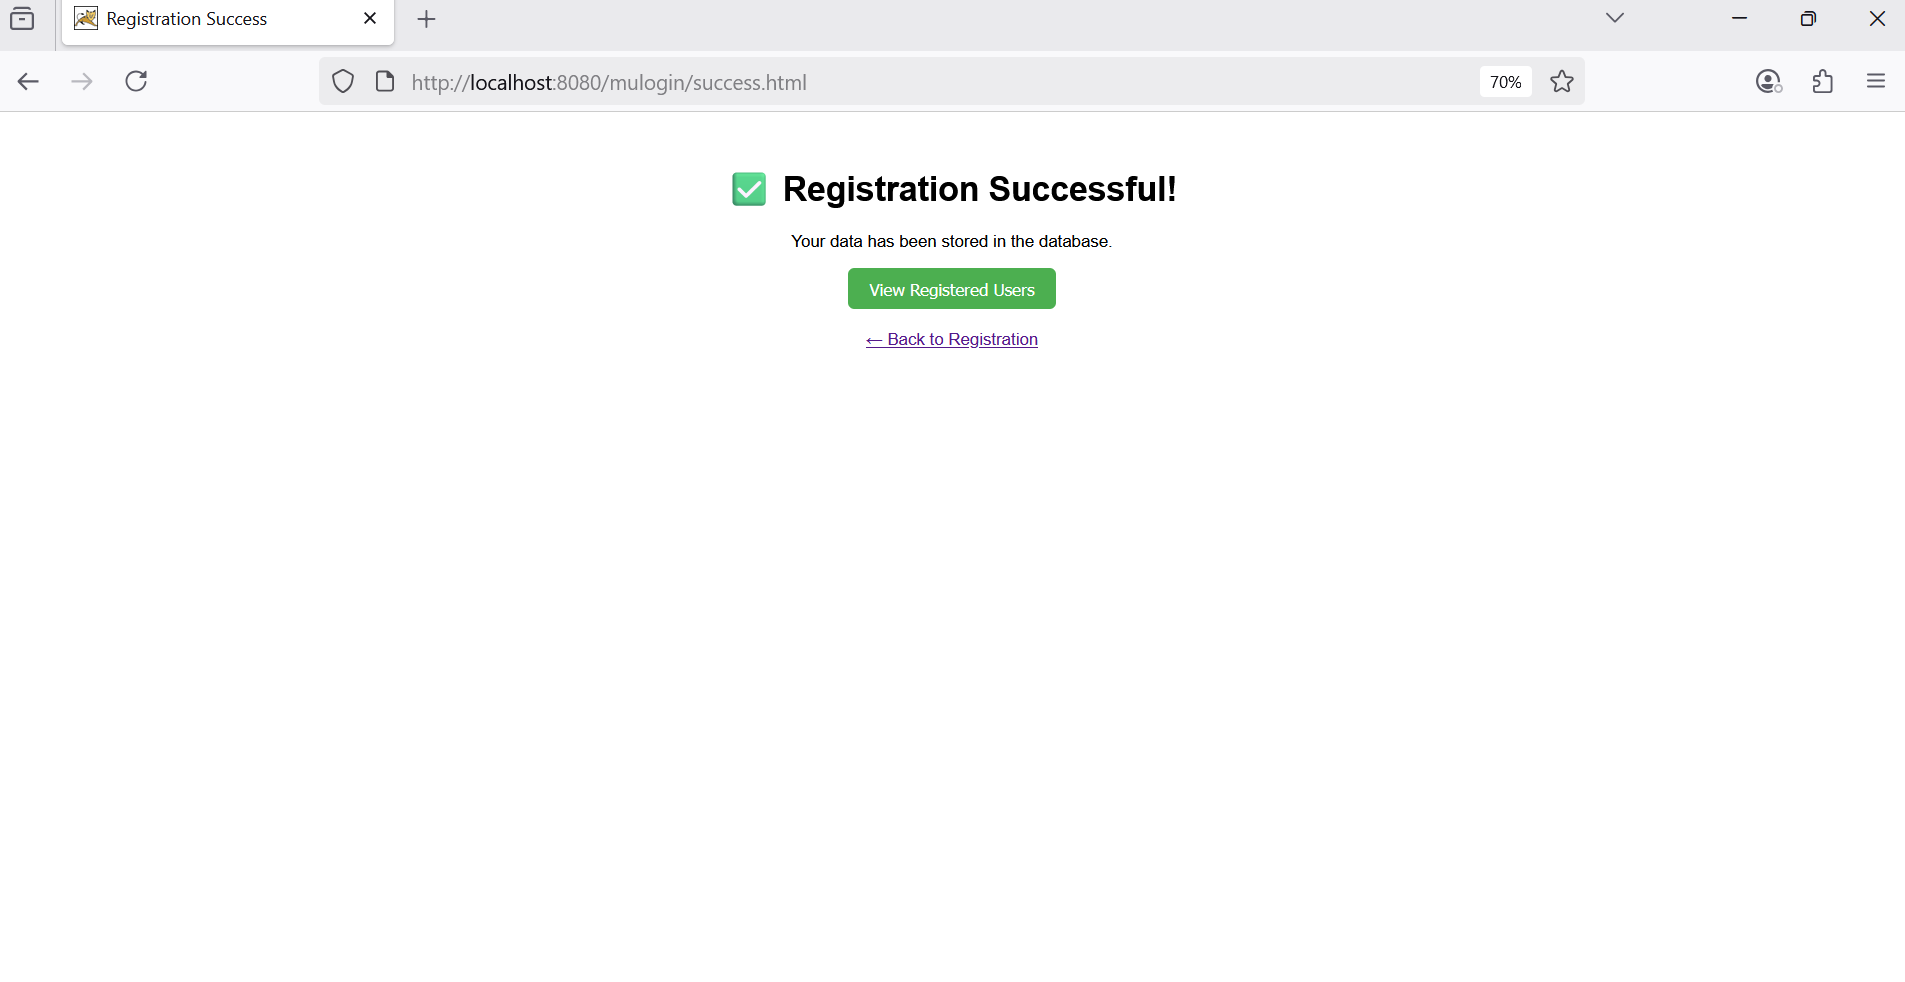 Registration Success
http://localhost:8080/mulogin/success.html
70%
✅ Registration Successful!
Your data has been stored in the database.
View Registered Users
← Back to Registration